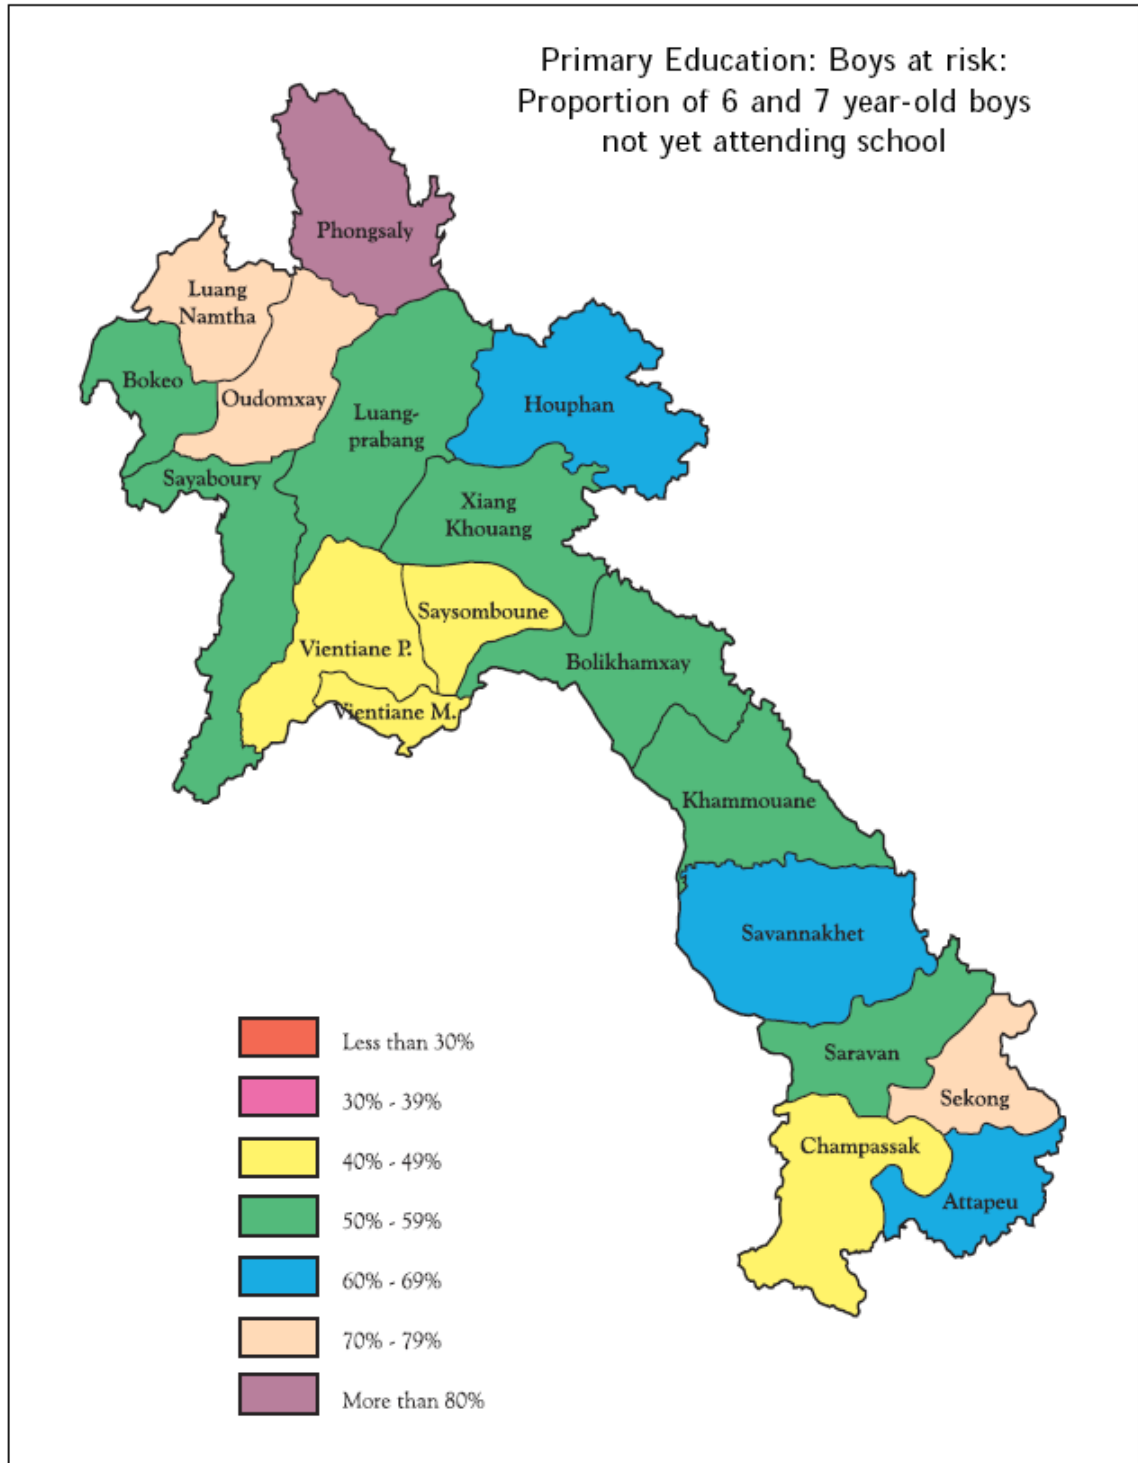 Primary Education: Boys at risk:
Proportion of 6 and 7 year-old boys
not yet attending school
Phongsaly
Luang
Namtha
Bokeo
Oudomxay
Luang-
prabang
Houphan
Sayaboury
Xiang
Khouang
Saysomboune
Vientiane P.
Bolikhamxay
Vientiane M.
Khammouane
Savannakhet
Saravan
Sekong
Champassak
Attapeu
Less than 30%
30% - 39%
40% - 49%
50% - 59%
60% - 69%
70% - 79%
More than 80%